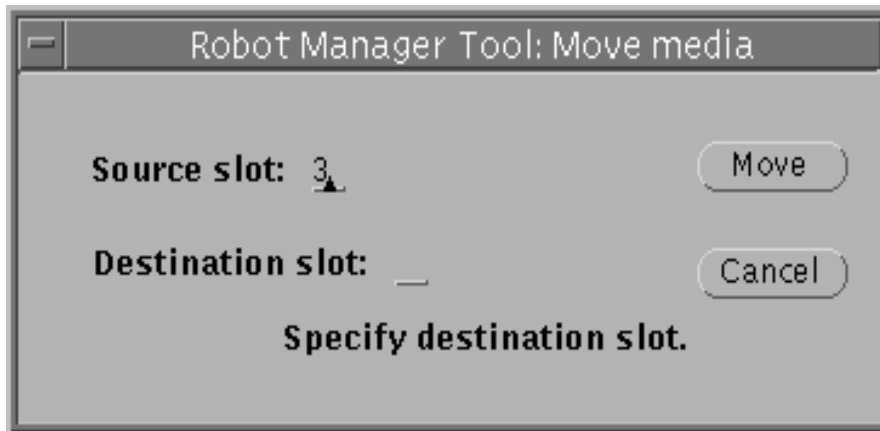 Robot Manager Tool: Move media
Source slot: 3
Move
Destination slot:
Cancel
Specify destination slot.